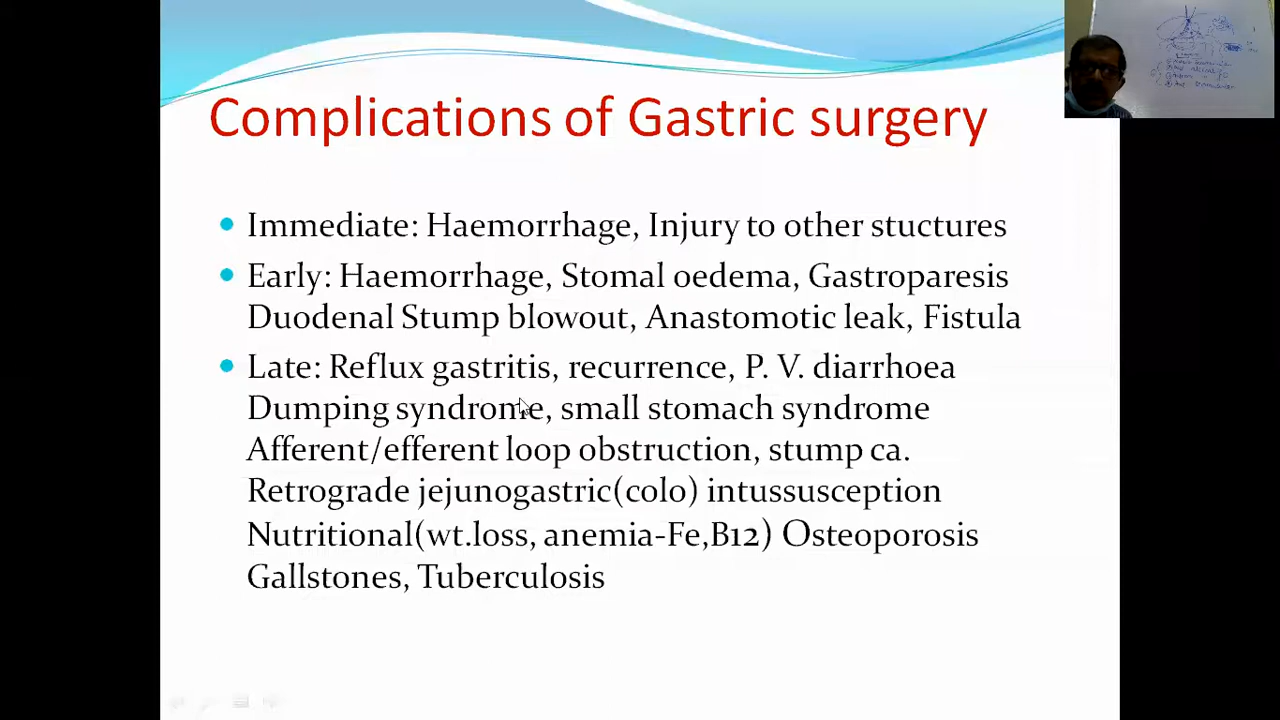 Complications of Gastric surgery
Immediate: Haemorrhage, Injury to other stuctures
Early: Haemorrhage, Stomal oedema, Gastroparesis
Duodenal Stump blowout, Anastomotic leak, Fistula
Late: Reflux gastritis, recurrence, P. V. diarrhoea
Dumping syndrome, small stomach syndrome
Afferent/efferent loop obstruction, stump ca.
Retrograde jejunogastric(colo) intussusception
Nutritional(wt.loss, anemia-Fe,B12) Osteoporosis
Gallstones, Tuberculosis